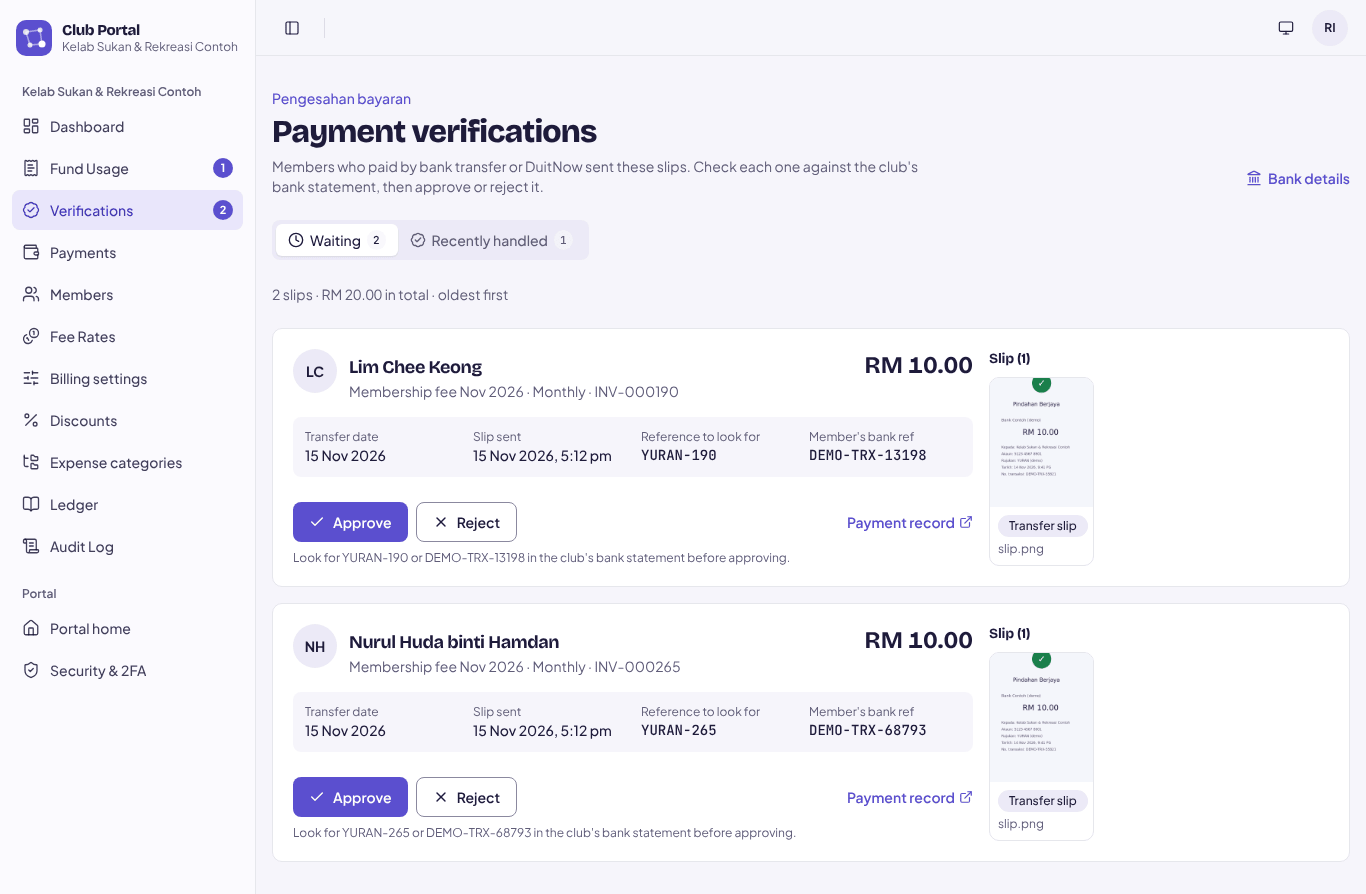 Club Portal
Kelab Sukan & Rekreasi Contoh
Kelab Sukan & Rekreasi Contoh
Dashboard
Fund Usage 1
Verifications 2
Payments
Members
Fee Rates
Billing settings
Discounts
Expense categories
Ledger
Audit Log
Portal
Portal home
Security & 2FA
RI
Pengesahan bayaran
Payment verifications
Members who paid by bank transfer or DuitNow sent these slips. Check each one against the club's
bank statement, then approve or reject it.
Bank details
Waiting 2 Recently handled 1
2 slips · RM 20.00 in total · oldest first
LC
Lim Chee Keong
RM 10.00
Membership fee Nov 2026 · Monthly · INV-000190
Transfer date Slip sent Reference to look for Member's bank ref
15 Nov 2026 15 Nov 2026, 5:12 pm YURAN-190 DEMO-TRX-13198
Approve Reject Payment record
Look for YURAN-190 or DEMO-TRX-13198 in the club's bank statement before approving.
Slip (1)
Pindahan Berjaya
Bank Contoh (demo)
RM 10.00
Transfer slip
slip.png
NH
Nurul Huda binti Hamdan
RM 10.00
Membership fee Nov 2026 · Monthly · INV-000265
Transfer date Slip sent Reference to look for Member's bank ref
15 Nov 2026 15 Nov 2026, 5:12 pm YURAN-265 DEMO-TRX-68793
Approve Reject Payment record
Look for YURAN-265 or DEMO-TRX-68793 in the club's bank statement before approving.
Slip (1)
Pindahan Berjaya
Bank Contoh (demo)
RM 10.00
Transfer slip
slip.png